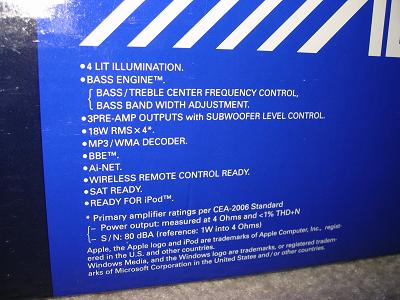 •4 LIT ILLUMINATION.
•BASS ENGINE™.
BASS/TREBLE CENTER FREQUENCY CONTROL,
BASS BAND WIDTH ADJUSTMENT.
•3PRE-AMP OUTPUTS with SUBWOOFER LEVEL CONTROL.
•18W RMS×4*.
•MP3/WMA DECODER.
•BBE™.
•Ai-NET.
•WIRELESS REMOTE CONTROL READY.
•SAT READY.
•READY FOR iPod™.
* Primary amplifier ratings per CEA-2006 Standard
– Power output: measured at 4 Ohms and <1% THD+N
– S/N: 80 dBA (reference: 1W into 4 Ohms)
Apple, the Apple logo and iPod are trademarks of Apple Computer, Inc., regist-
ered in the U.S. and other countries.
Windows Media, and the Windows logo are trademarks, or registered tradem-
arks of Microsoft Corporation in the United States and/or other countries.